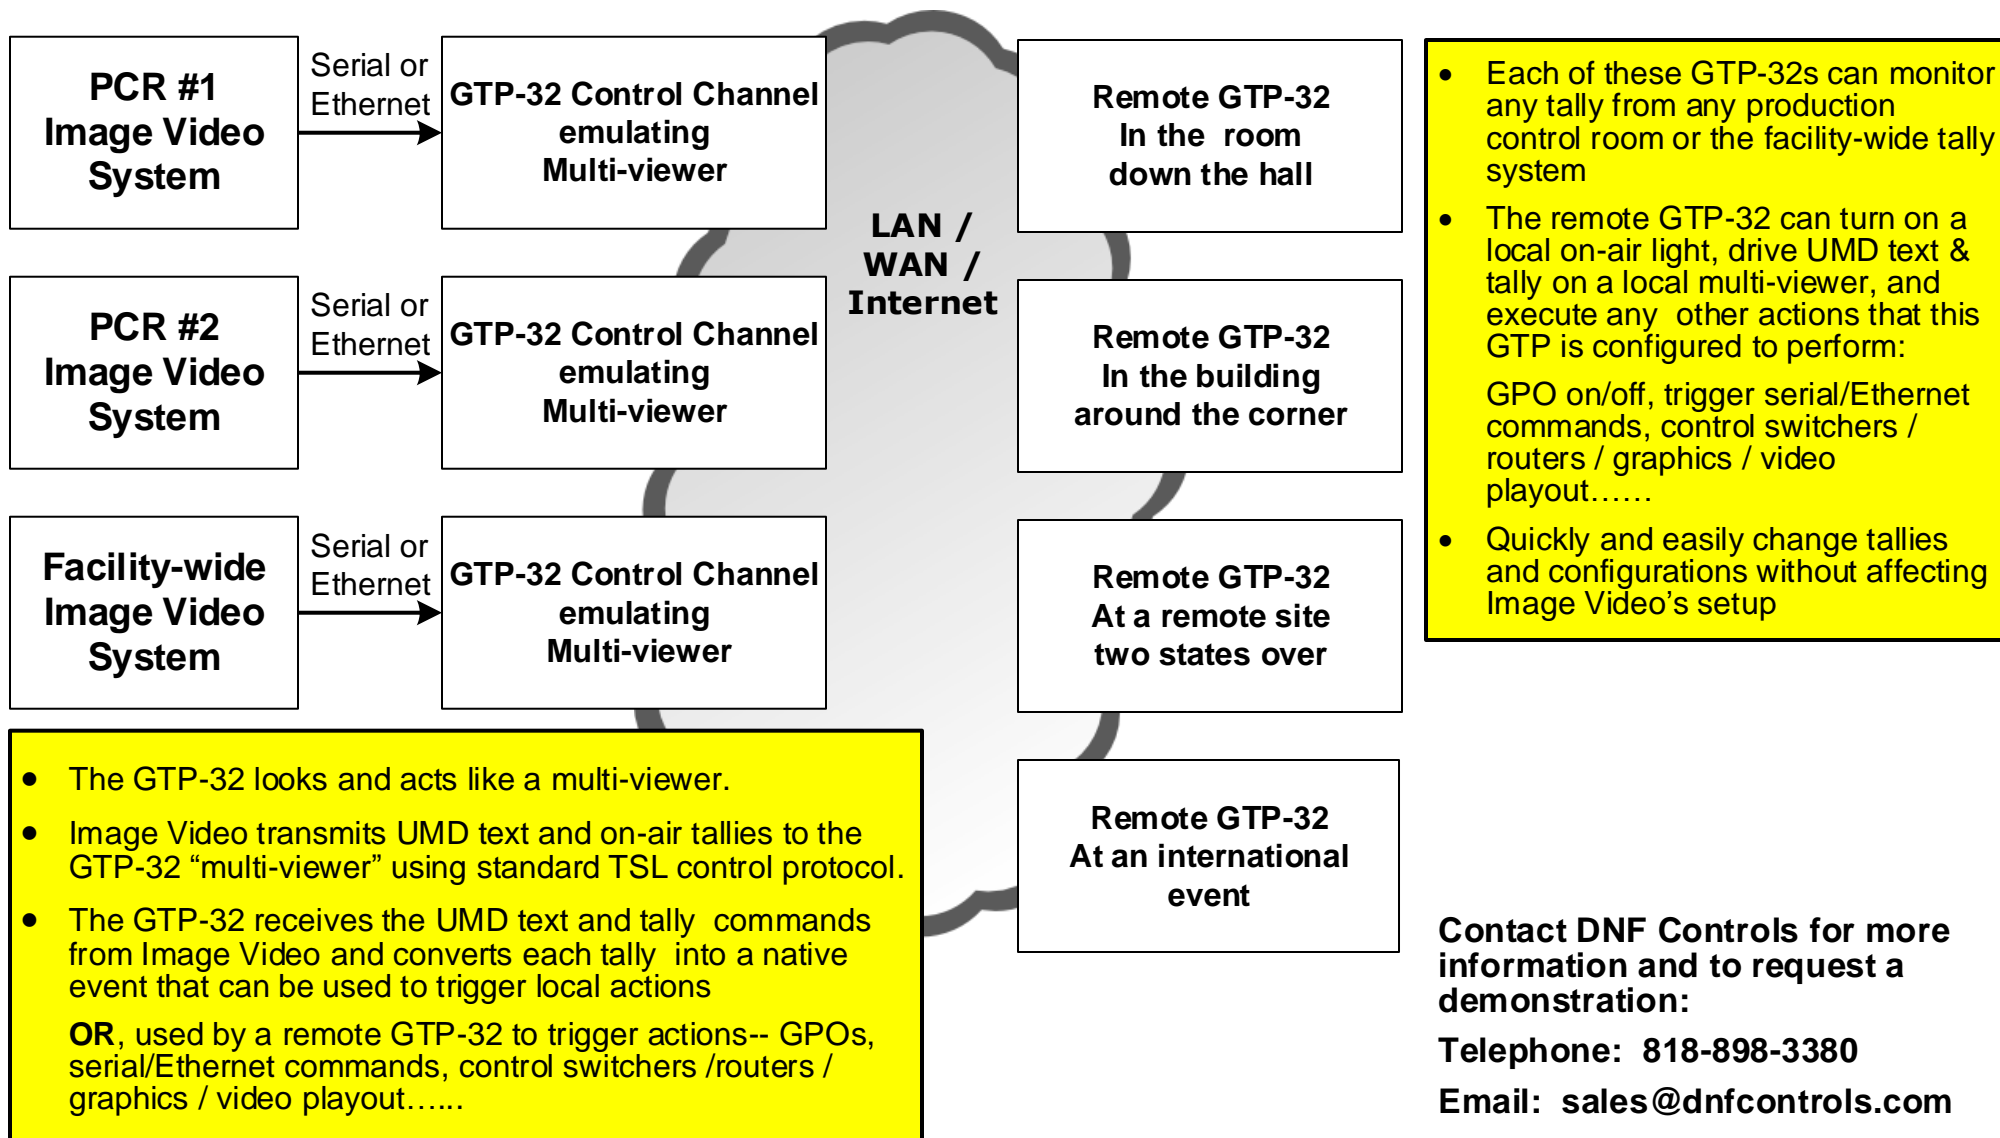 PCR #1
Image Video
System
Serial or
Ethernet
GTP-32 Control Channel
emulating
Multi-viewer
PCR #2
Image Video
System
Serial or
Ethernet
GTP-32 Control Channel
emulating
Multi-viewer
Facility-wide
Image Video
System
Serial or
Ethernet
GTP-32 Control Channel
emulating
Multi-viewer
LAN /
WAN /
Internet
Remote GTP-32
In the  room
down the hall
Remote GTP-32
In the building
around the corner
Remote GTP-32
At a remote site
two states over
Remote GTP-32
At an international
event
• Each of these GTP-32s can monitor
any tally from any production
control room or the facility-wide tally
system
• The remote GTP-32 can turn on a
local on-air light, drive UMD text &
tally on a local multi-viewer, and
execute any  other actions that this
GTP is configured to perform:
GPO on/off, trigger serial/Ethernet
commands, control switchers /
routers / graphics / video
playout……
• Quickly and easily change tallies
and configurations without affecting
Image Video’s setup
• The GTP-32 looks and acts like a multi-viewer.
• Image Video transmits UMD text and on-air tallies to the
GTP-32 “multi-viewer” using standard TSL control protocol.
• The GTP-32 receives the UMD text and tally  commands
from Image Video and converts each tally  into a native
event that can be used to trigger local actions
OR, used by a remote GTP-32 to trigger actions-- GPOs,
serial/Ethernet commands, control switchers /routers /
graphics / video playout…...
Contact DNF Controls for more
information and to request a
demonstration:
Telephone:  818-898-3380
Email:  sales@dnfcontrols.com